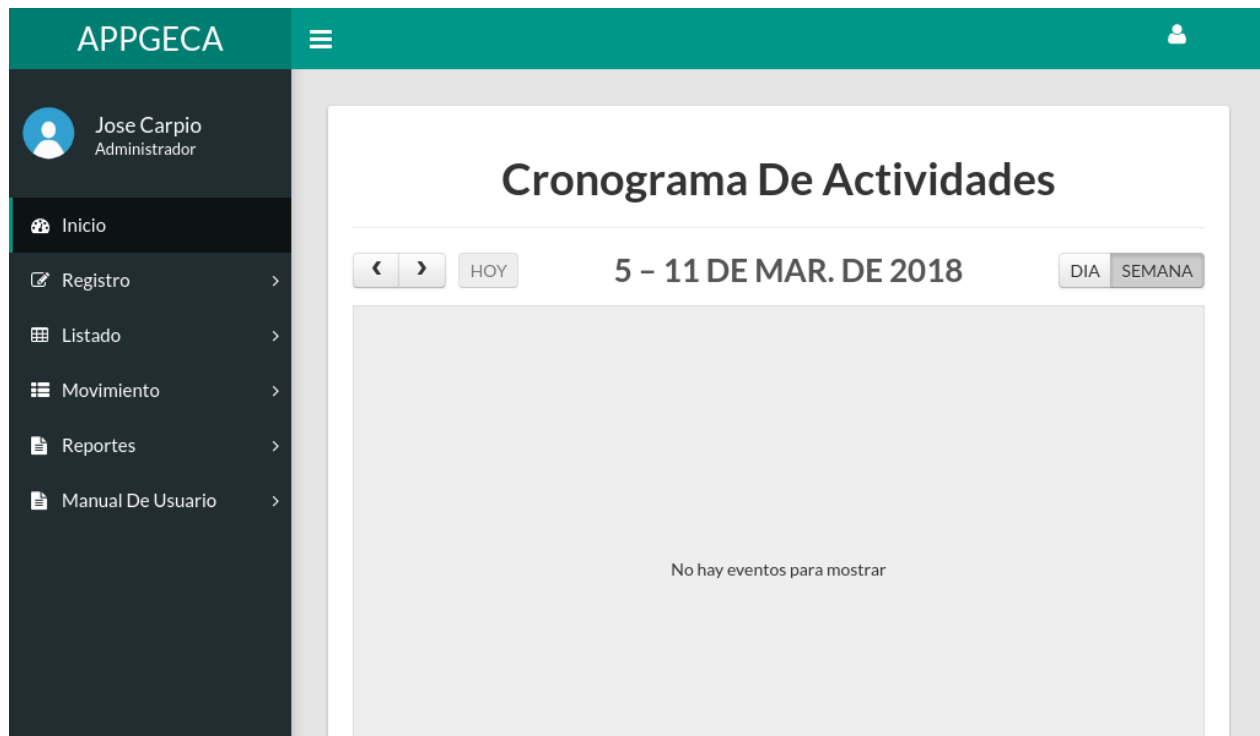 APPGECA
Jose Carpio
Administrador
Inicio
Registro
Listado
Movimiento
Reportes
Manual De Usuario
Cronograma De Actividades
HOY
5 – 11 DE MAR. DE 2018
DIA SEMANA
No hay eventos para mostrar